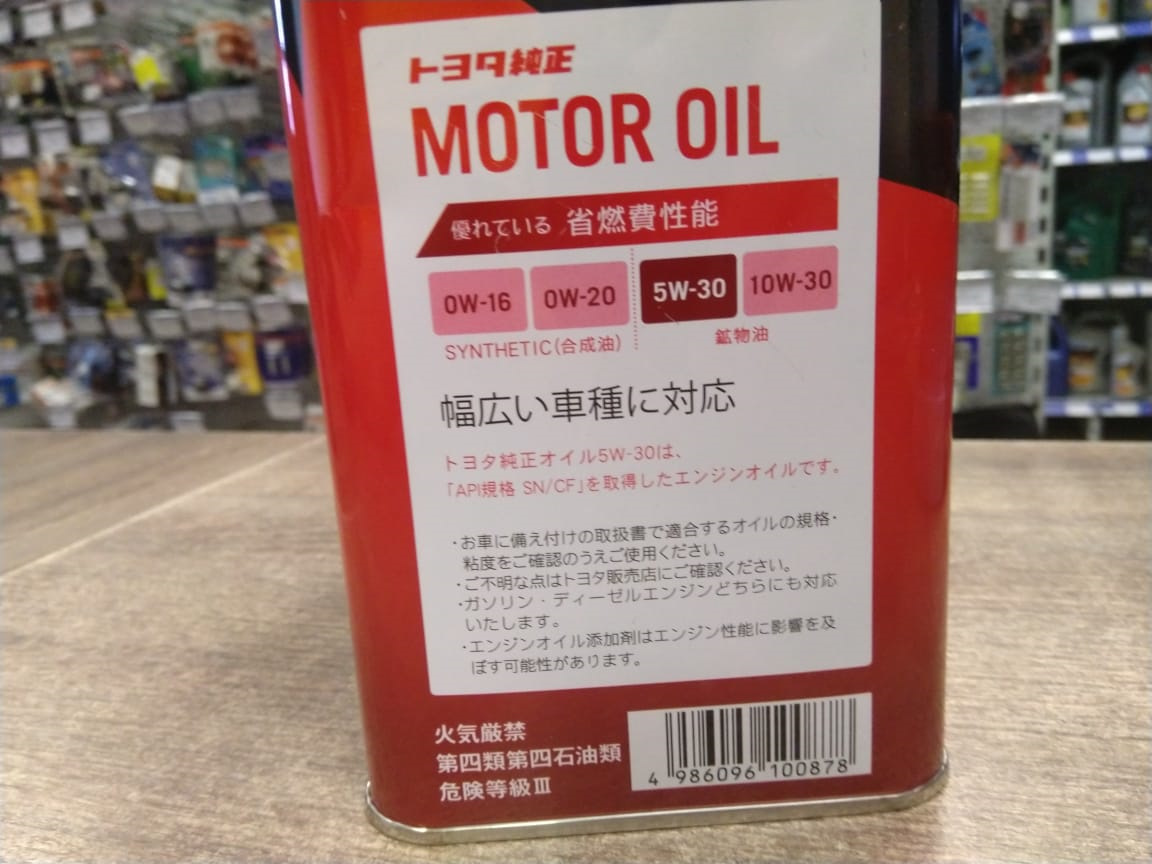 トヨタ純正
MOTOR OIL
優れている 省燃費性能
0W-16 0W-20 5W-30 10W-30
SYNTHETIC(合成油) 鉱物油
幅広い車種に対応
トヨタ純正オイル5W-30は、
「API規格 SN/CF」を取得したエンジンオイルです。
・お車に備え付けの取扱書で適合するオイルの規格・
粘度をご確認のうえご使用ください。
・ご不明な点はトヨタ販売店にご確認ください。
・ガソリン・ディーゼルエンジンどちらにも対応
いたします。
・エンジンオイル添加剤はエンジン性能に影響を及
ぼす可能性があります。
火気厳禁
第四類第四石油類
危険等級Ⅲ
4 986096 100878